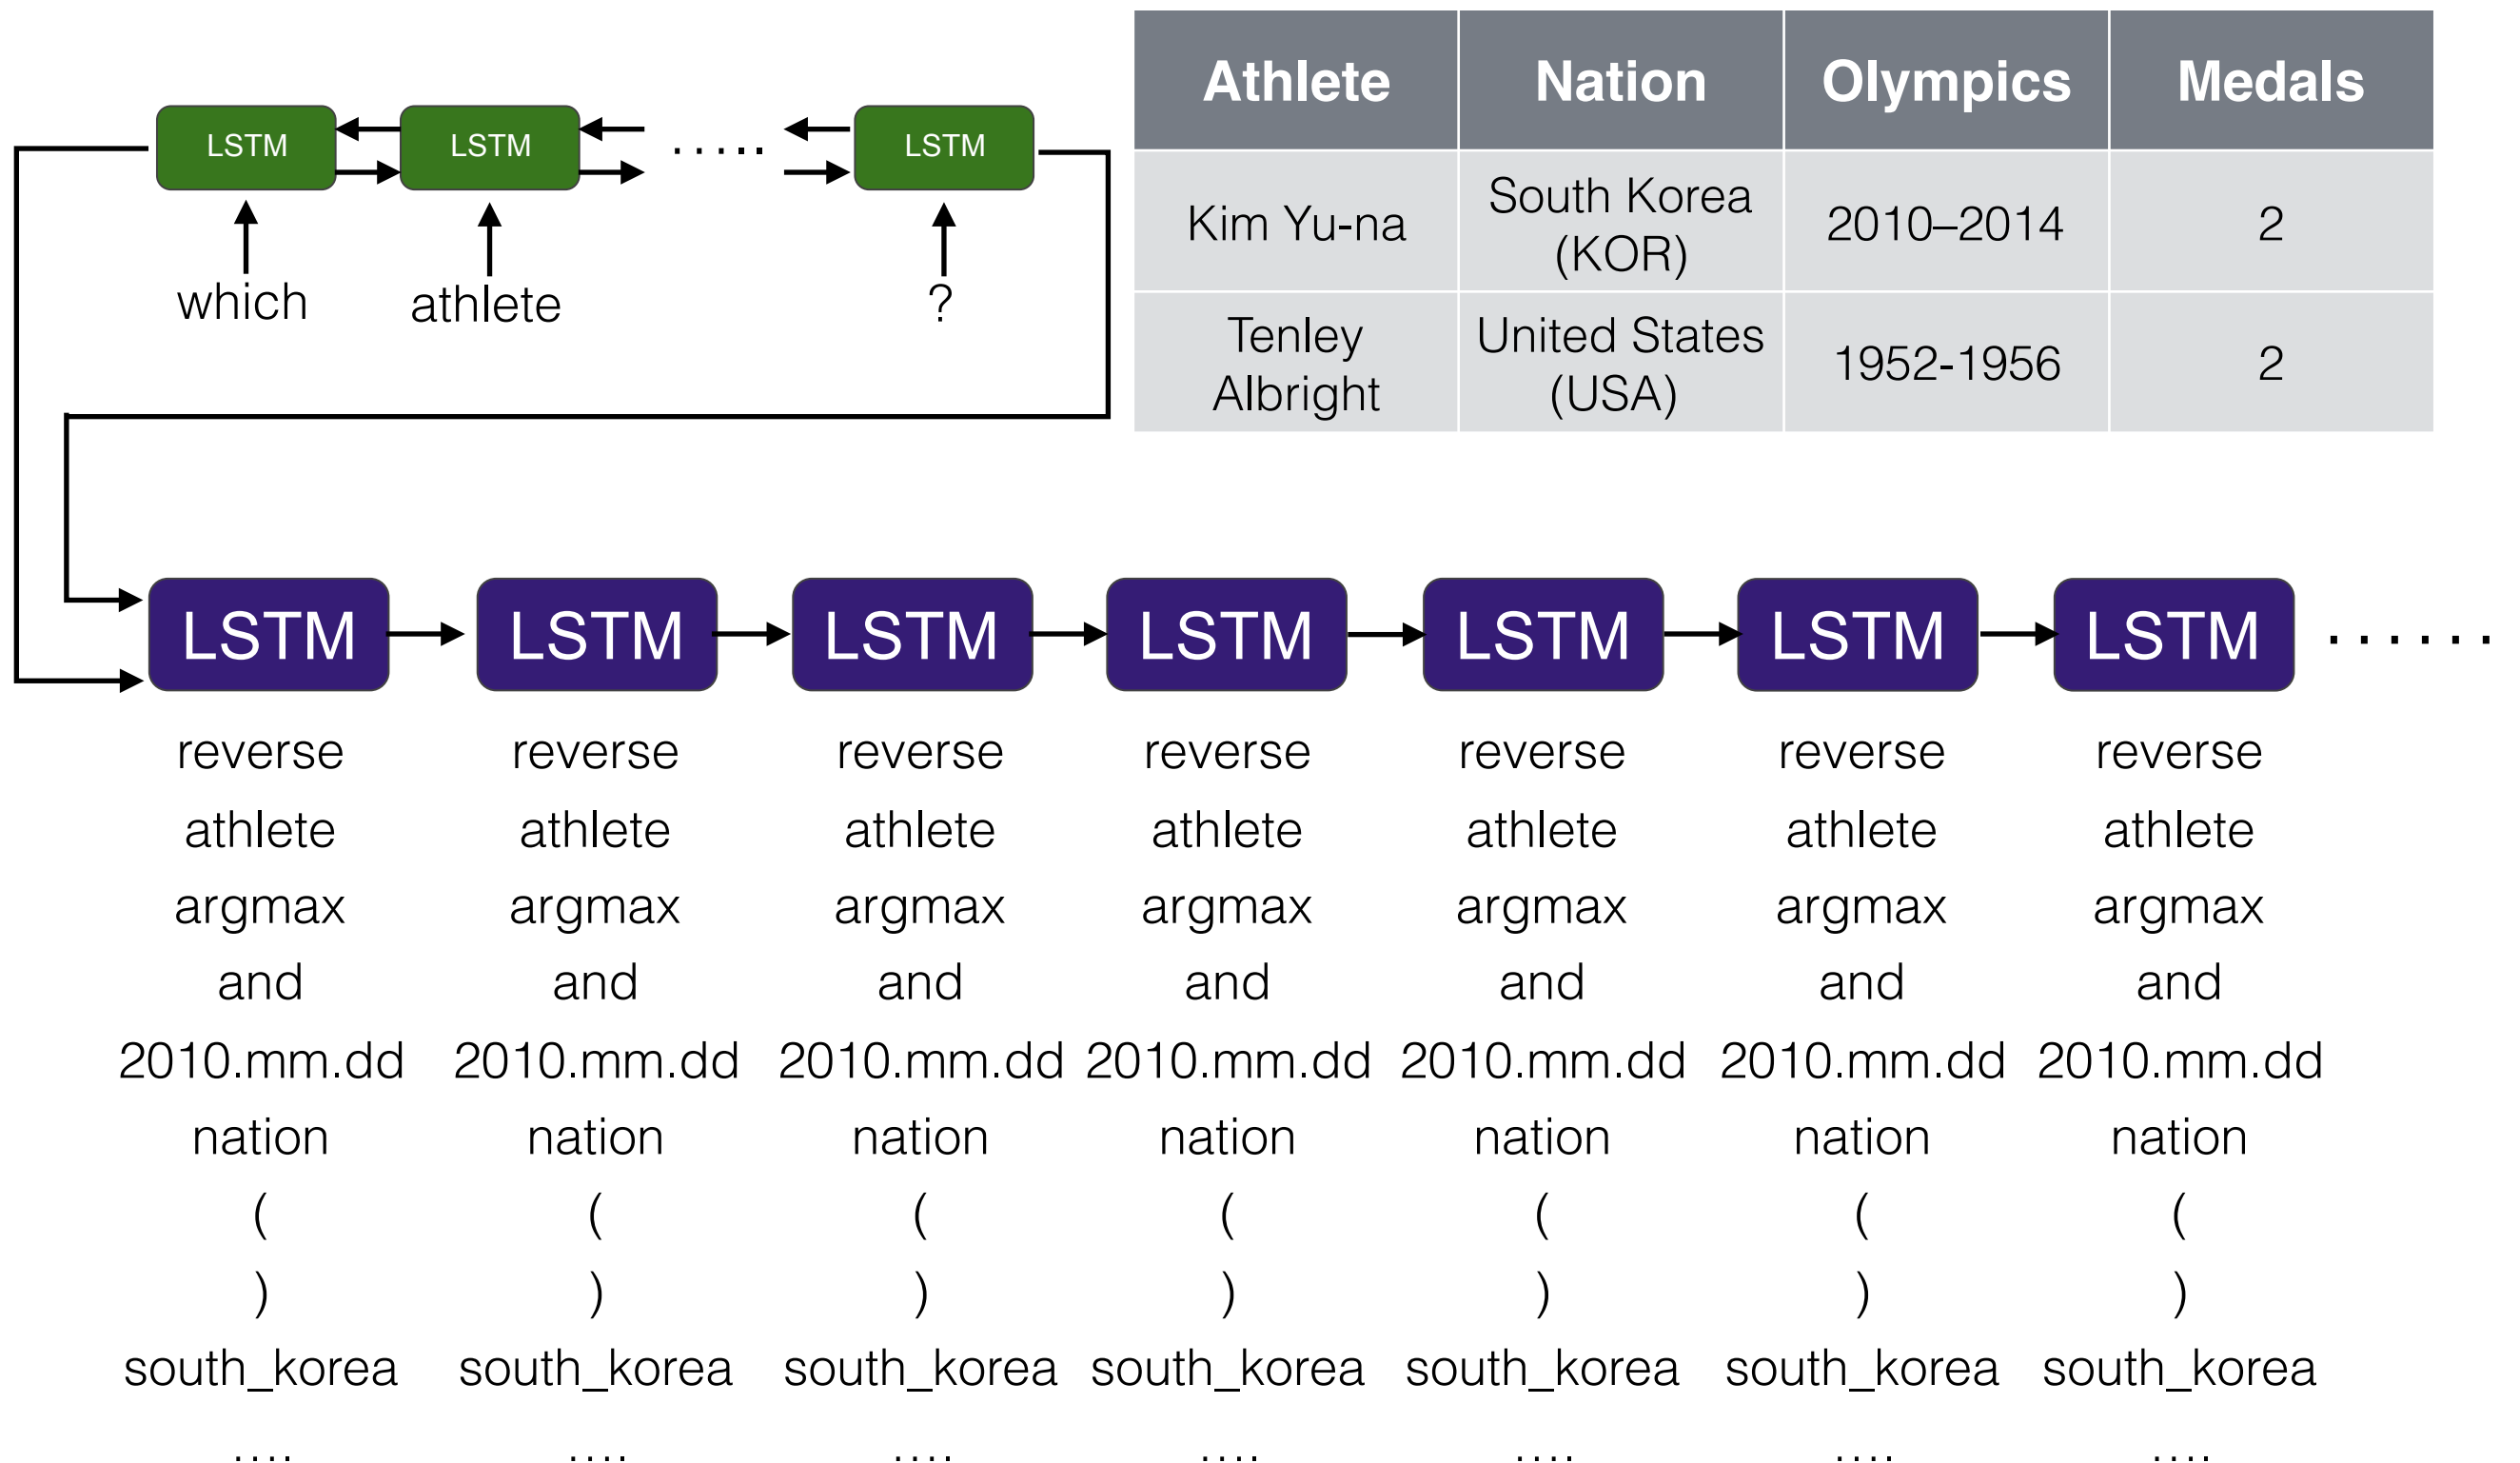 LSTM LSTM ..... LSTM
which athlete ?
Athlete Nation Olympics Medals
Kim Yu-na South Korea (KOR) 2010–2014 2
Tenley Albright United States (USA) 1952-1956 2
LSTM LSTM LSTM LSTM LSTM LSTM LSTM ......
reverse reverse reverse reverse reverse reverse reverse
athlete athlete athlete athlete athlete athlete athlete
argmax argmax argmax argmax argmax argmax argmax
and and and and and and and
2010.mm.dd 2010.mm.dd 2010.mm.dd 2010.mm.dd 2010.mm.dd 2010.mm.dd 2010.mm.dd
nation nation nation nation nation nation nation
( ( ( ( ( ( (
) ) ) ) ) ) )
south_korea south_korea south_korea south_korea south_korea south_korea south_korea
.... .... .... .... .... .... ....